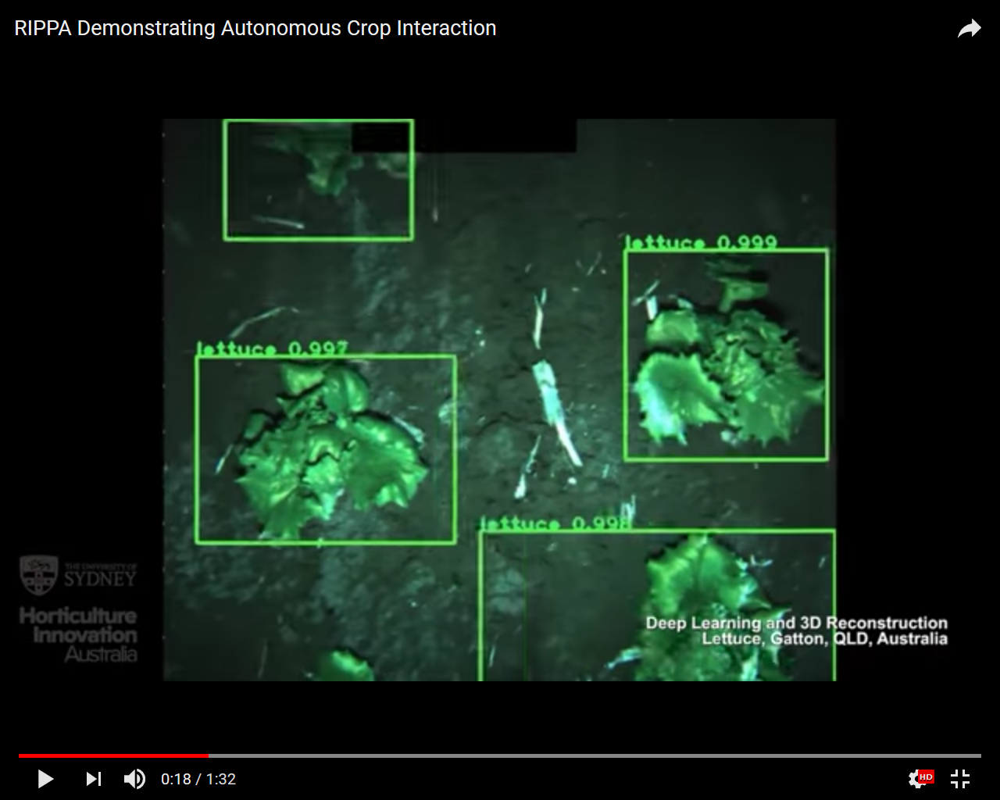 RIPPA Demonstrating Autonomous Crop Interaction
lettuce 0.999
lettuce 0.997
lettuce 0.998
THE UNIVERSITY OF
SYDNEY
Horticulture
Innovation
Australia
Deep Learning and 3D Reconstruction
Lettuce, Gatton, QLD, Australia
0:18 / 1:32
HD